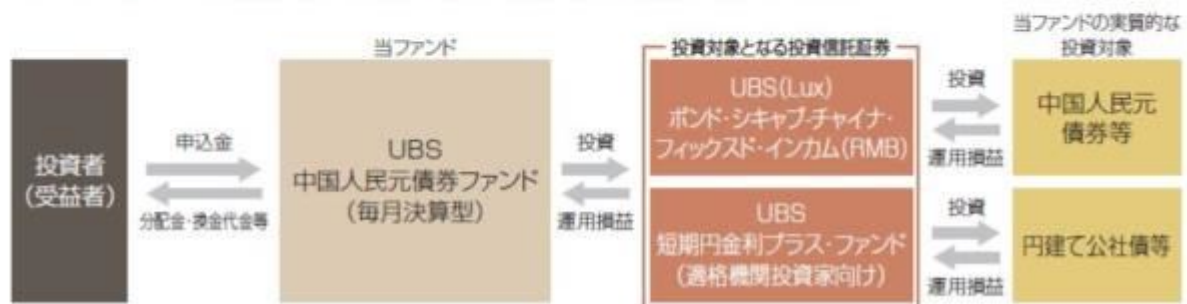 投資者
(受益者)
申込金
分配金・換金代金等
当ファンド
UBS
中国人民元債券ファンド
(毎月決算型)
投資
運用損益
投資対象となる投資信託証券
UBS(Lux)
ボンド・シキャブ-チャイナ・
フィックスド・インカム(RMB)
UBS
短期円金利プラス・ファンド
(適格機関投資家向け)
投資
運用損益
投資
運用損益
当ファンドの実質的な
投資対象
中国人民元
債券等
円建て公社債等